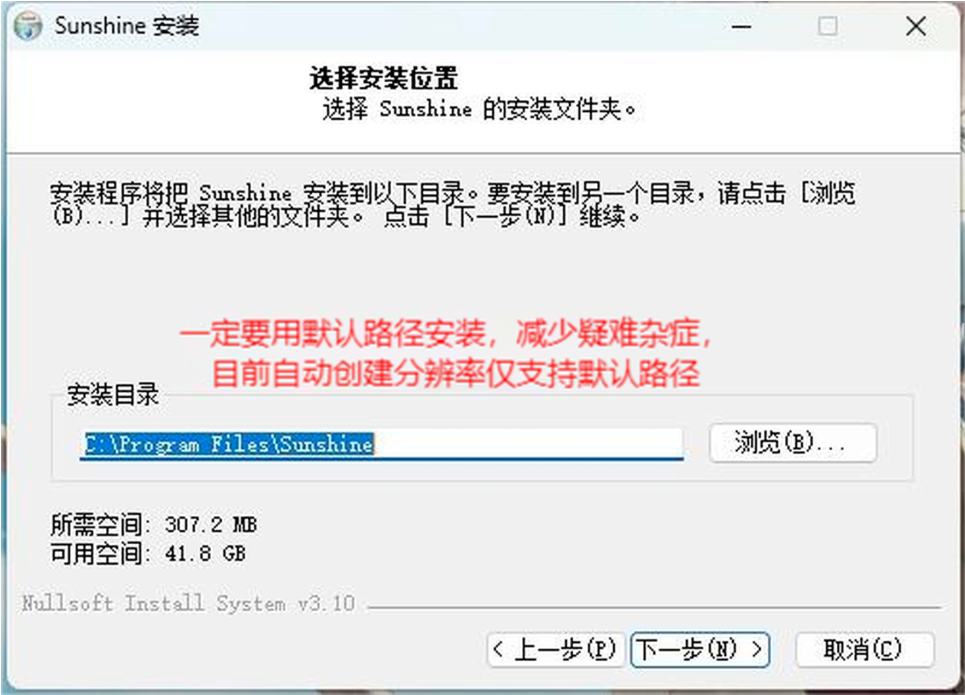 Sunshine 安装
选择安装位置
选择 Sunshine 的安装文件夹。
安装程序将把 Sunshine 安装到以下目录。要安装到另一个目录，请点击 [浏览
(B)...] 并选择其他的文件夹。 点击 [下一步(N)] 继续。
一定要用默认路径安装，减少疑难杂症，
目前自动创建分辨率仅支持默认路径
安装目录
C:\Program Files\Sunshine
浏览(B)...
所需空间: 307.2 MB
可用空间: 41.8 GB
Nullsoft Install System v3.10
< 上一步(P)
下一步(N) >
取消(C)